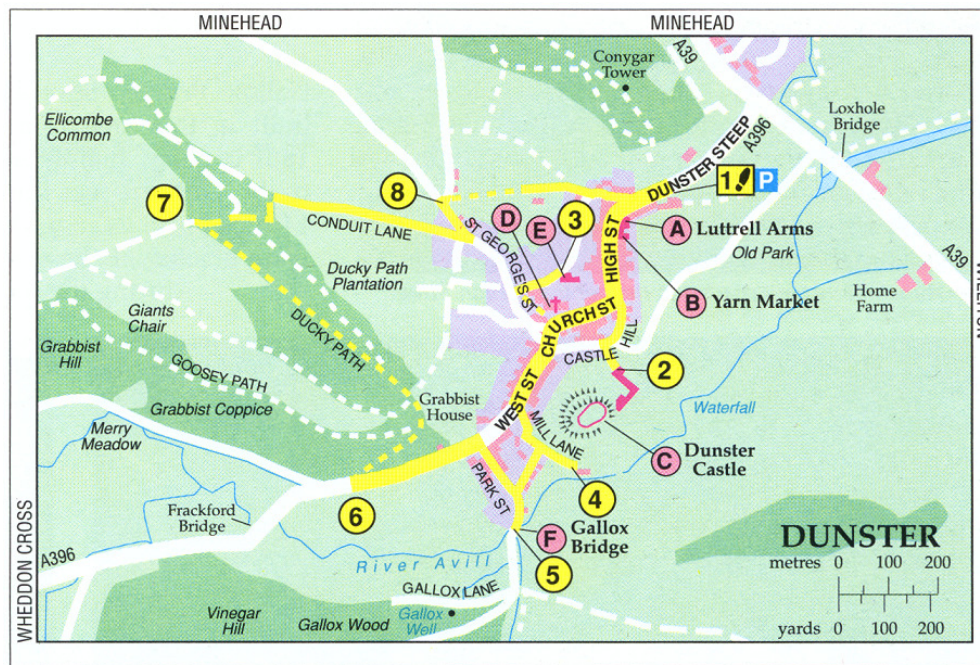 MINEHEAD
MINEHEAD
A39
Conygar
Tower
Ellicombe
Common
DUNSTER STEEP
A396
Loxhole
Bridge
1
P
7
8
CONDUIT LANE
D
E
3
ST GEORGES ST
HIGH ST
A
Luttrell Arms
Old Park
A39
Ducky Path
Plantation
B
Yarn Market
Home
Farm
Giants
Chair
DUCKY PATH
CHURCH ST
Grabbist
Hill
GOOSEY PATH
CASTLE HILL
2
Grabbist Coppice
Grabbist
House
WEST ST
Waterfall
Merry
Meadow
MILL LANE
C
Dunster
Castle
PARK ST
4
6
Frackford
Bridge
F
Gallox
Bridge
5
DUNSTER
WHEDDON CROSS
A396
River Avill
metres 0 100 200
GALLOX LANE
Vinegar
Hill
Gallox Wood
Gallox
Well
yards 0 100 200